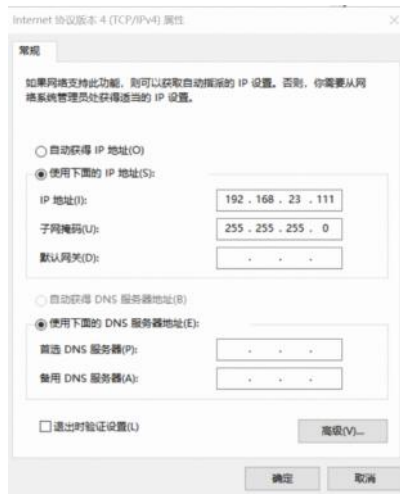 Internet 协议版本 4 (TCP/IPv4) 属性
常规
如果网络支持此功能，则可以获取自动指派的 IP 设置。否则，你需要从网
络系统管理员处获得适当的 IP 设置。
自动获得 IP 地址(O)
使用下面的 IP 地址(S):
IP 地址(I): 192 . 168 . 23 . 111
子网掩码(U): 255 . 255 . 255 . 0
默认网关(D): . . .
自动获得 DNS 服务器地址(B)
使用下面的 DNS 服务器地址(E):
首选 DNS 服务器(P): . . .
备用 DNS 服务器(A): . . .
退出时验证设置(L)
高级(V)...
确定 取消